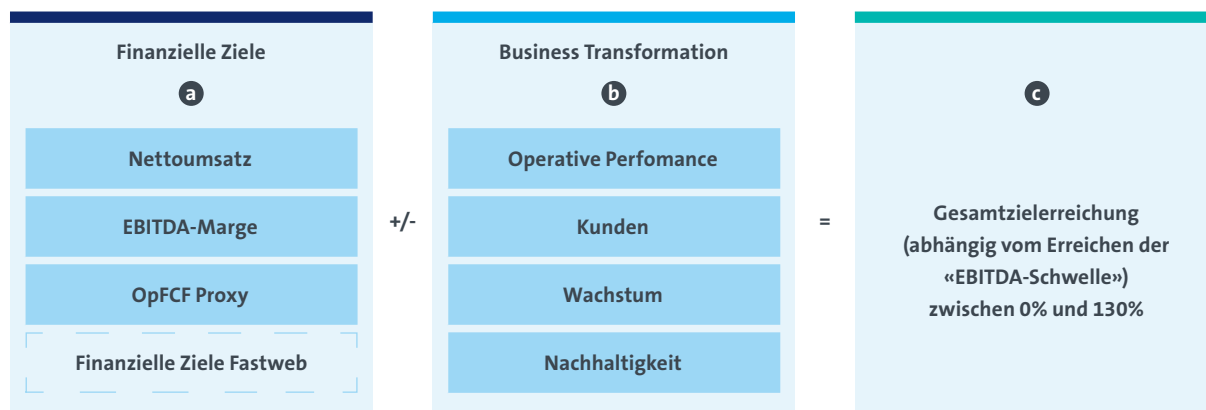 Finanzielle Ziele
a
Nettoumsatz
EBITDA-Marge
OpFCF Proxy
Finanzielle Ziele Fastweb
+/-
Business Transformation
b
Operative Perfomance
Kunden
Wachstum
Nachhaltigkeit
=
c
Gesamtzielerreichung
(abhängig vom Erreichen der
«EBITDA-Schwelle»)
zwischen 0% und 130%